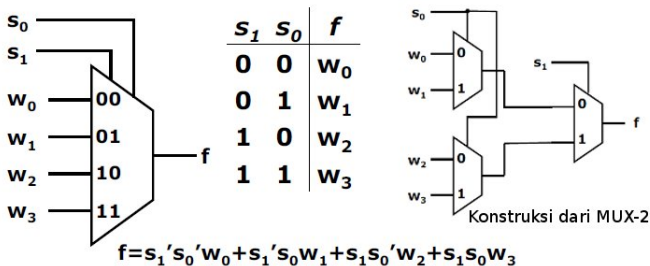 s0
s1
w0
w1
w2
w3
00
01
10
11
f
s1 s0 f
0 0 w0
0 1 w1
1 0 w2
1 1 w3
s0
w0
w1
0
1
s1
w2
w3
0
1
0
1
f
Konstruksi dari MUX-2
f=s1′s0′w0+s1′s0w1+s1s0′w2+s1s0w3